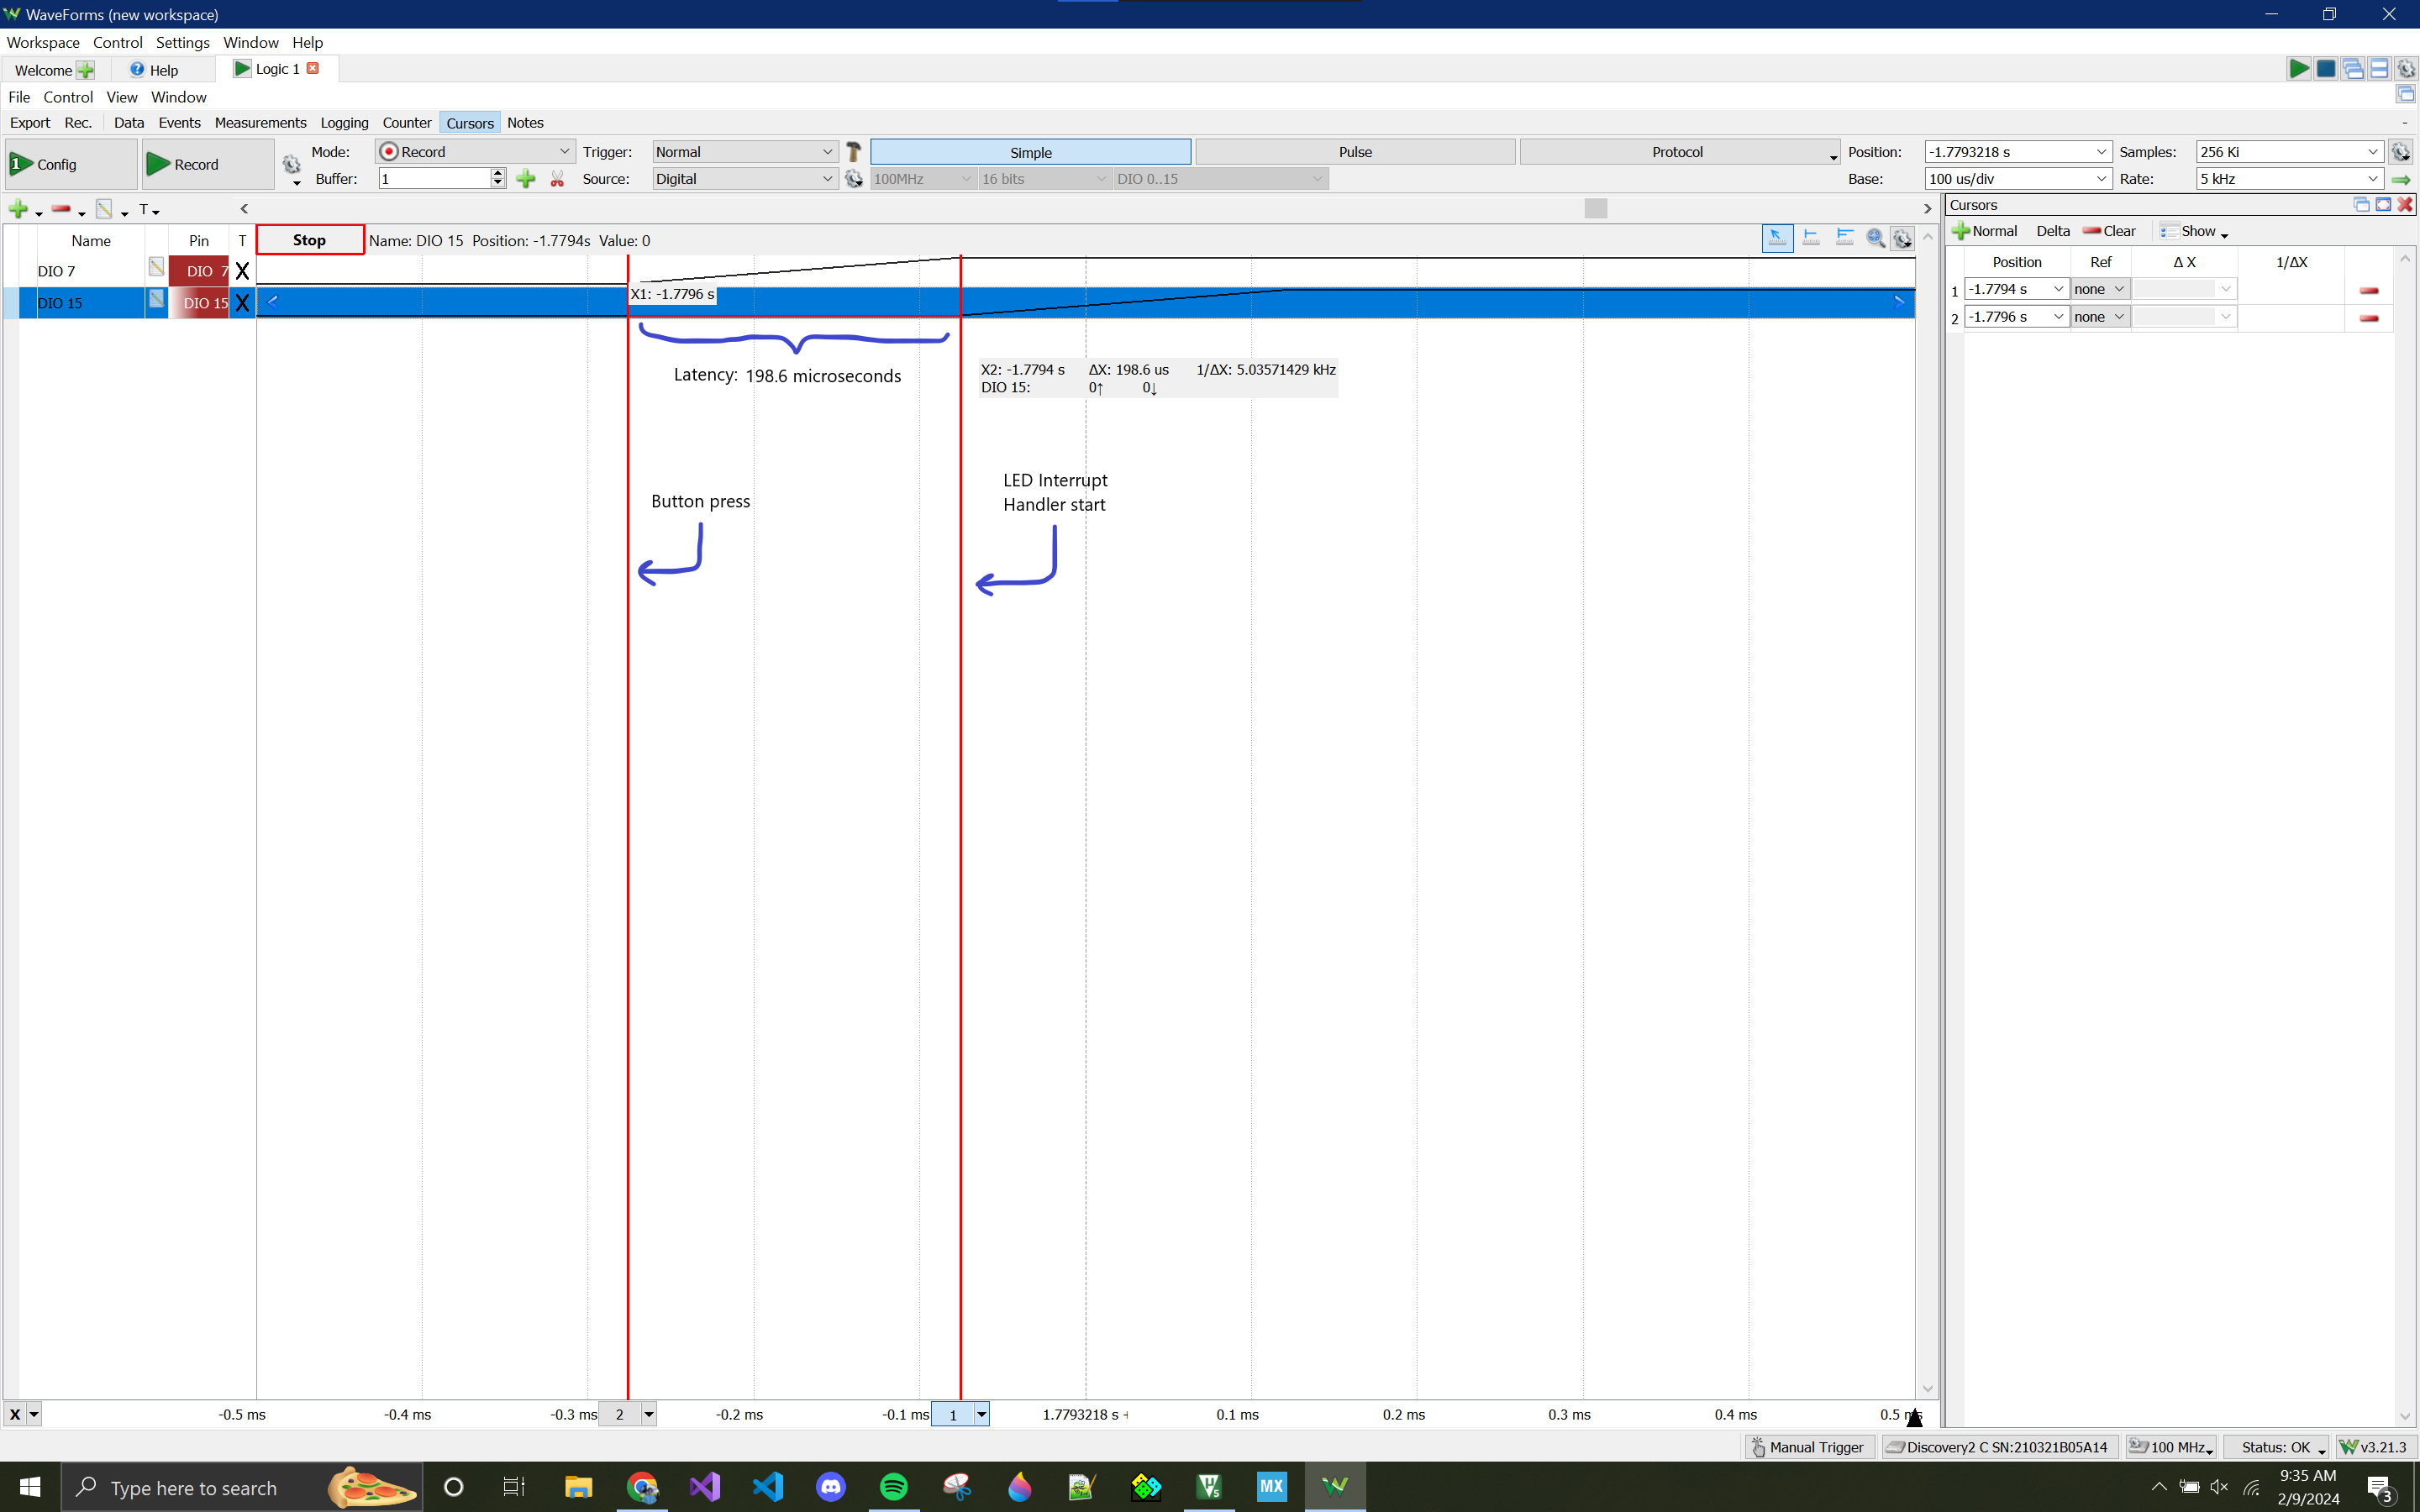 WaveForms (new workspace)
Workspace Control Settings Window Help
Welcome Help Logic 1
File Control View Window
Export Rec. Data Events Measurements Logging Counter Cursors Notes -
1 Config Record Mode: Record Trigger: Normal Simple Pulse Protocol Position: -1.7793218 s Samples: 256 Ki
Buffer: 1 Source: Digital 100MHz 16 bits DIO 0..15 Base: 100 us/div Rate: 5 kHz
T
Cursors
Normal Delta Clear Show
Name Pin T Stop Name: DIO 15 Position: -1.7794s Value: 0
DIO 7 DIO 7 X
DIO 15 DIO 15 X
X1: -1.7796 s
Position Ref Δ X 1/ΔX
1 -1.7794 s none
2 -1.7796 s none
Latency: 198.6 microseconds
X2: -1.7794 s ΔX: 198.6 us 1/ΔX: 5.03571429 kHz
DIO 15: 0↑ 0↓
Button press
LED Interrupt
Handler start
X -0.5 ms -0.4 ms -0.3 ms 2 -0.2 ms -0.1 ms 1 1.7793218 s 0.1 ms 0.2 ms 0.3 ms 0.4 ms 0.5 ms
Manual Trigger Discovery2 C SN:210321B05A14 100 MHz Status: OK v3.21.3
Type here to search
MX
9:35 AM
2/9/2024
3